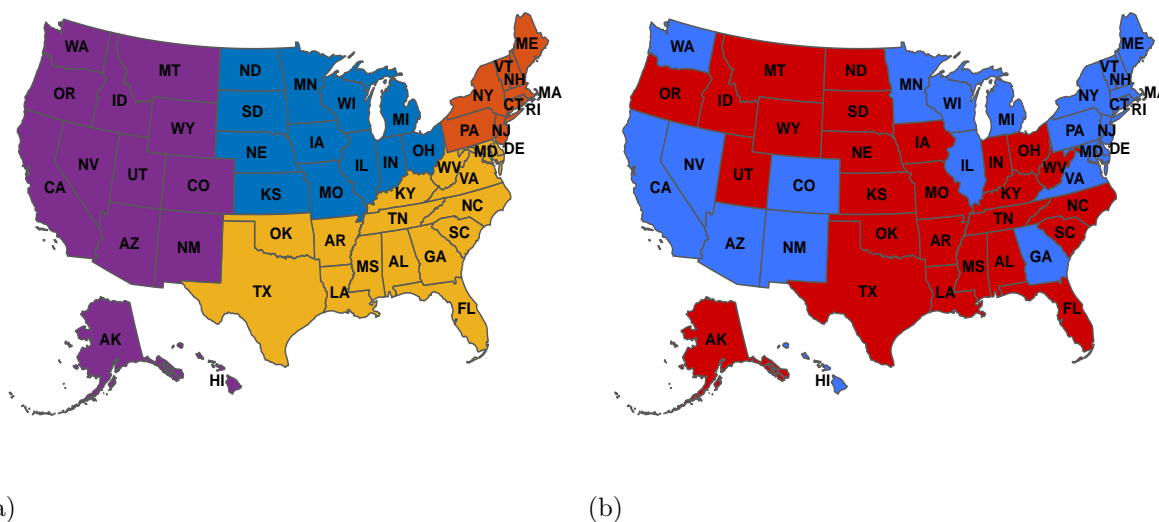 WA
OR
ID
MT
WY
NV
UT
CO
CA
AZ
NM
AK
HI
ND
SD
NE
KS
MN
IA
MO
WI
IL
MI
IN
OH
OK
TX
AR
LA
MS
AL
GA
FL
TN
KY
WV
VA
NC
SC
MD
DE
NJ
PA
NY
CT
RI
MA
VT
NH
ME
WA
OR
ID
MT
WY
NV
UT
CO
CA
AZ
NM
AK
HI
ND
SD
NE
KS
MN
IA
MO
WI
IL
MI
IN
OH
OK
TX
AR
LA
MS
AL
GA
FL
TN
KY
WV
VA
NC
SC
MD
DE
NJ
PA
NY
CT
RI
MA
VT
NH
ME
a)
(b)